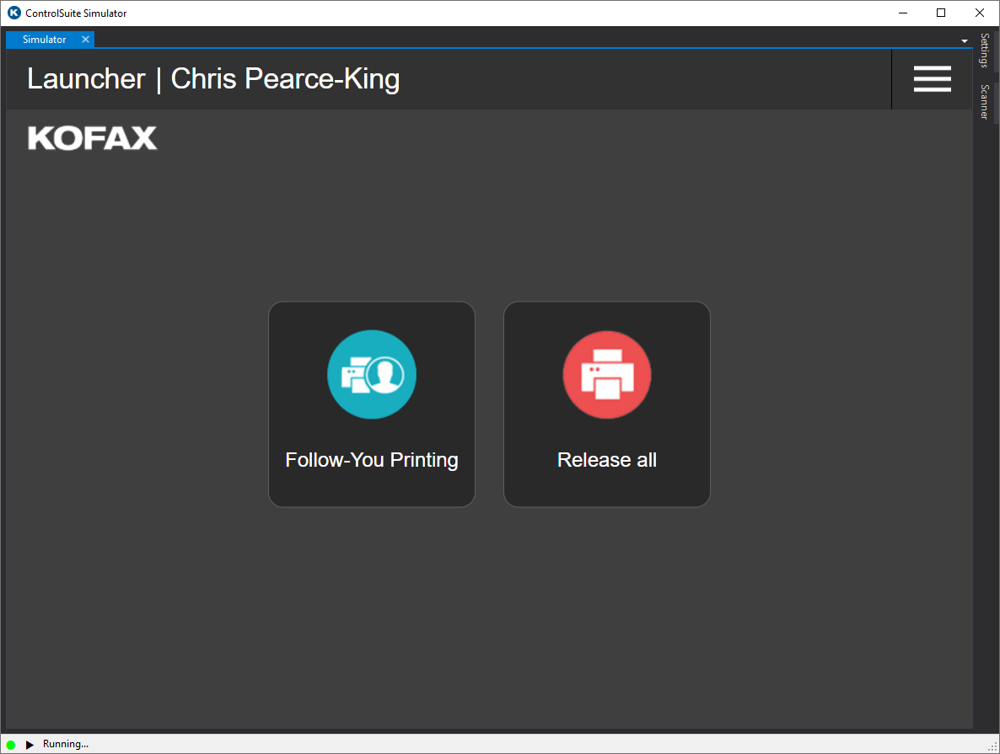 ControlSuite Simulator
Simulator
Settings
Scanner
Launcher | Chris Pearce-King
KOFAX
Follow-You Printing
Release all
Running...